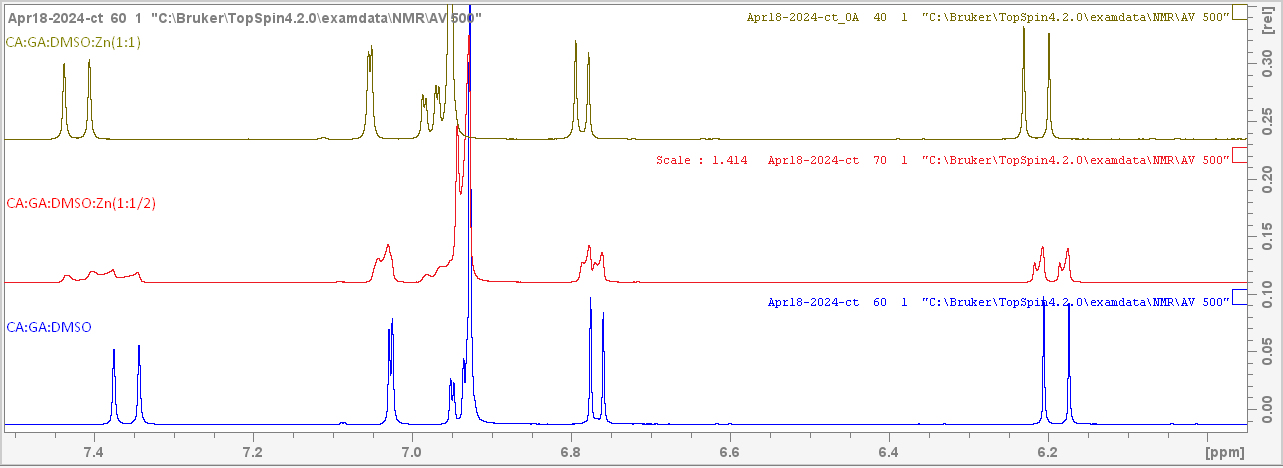 Apr18-2024-ct 60 1 "C:\Bruker\TopSpin4.2.0\examdata\NMR\AV 500"
Apr18-2024-ct_0A 40 1 "C:\Bruker\TopSpin4.2.0\examdata\NMR\AV 500"
[rel]
CA:GA:DMSO:Zn(1:1)
0.30
0.25
Scale : 1.414 Apr18-2024-ct 70 1 "C:\Bruker\TopSpin4.2.0\examdata\NMR\AV 500"
0.20
CA:GA:DMSO:Zn(1:1/2)
0.15
0.10
Apr18-2024-ct 60 1 "C:\Bruker\TopSpin4.2.0\examdata\NMR\AV 500"
CA:GA:DMSO
0.05
0.00
7.4 7.2 7.0 6.8 6.6 6.4 6.2 [ppm]